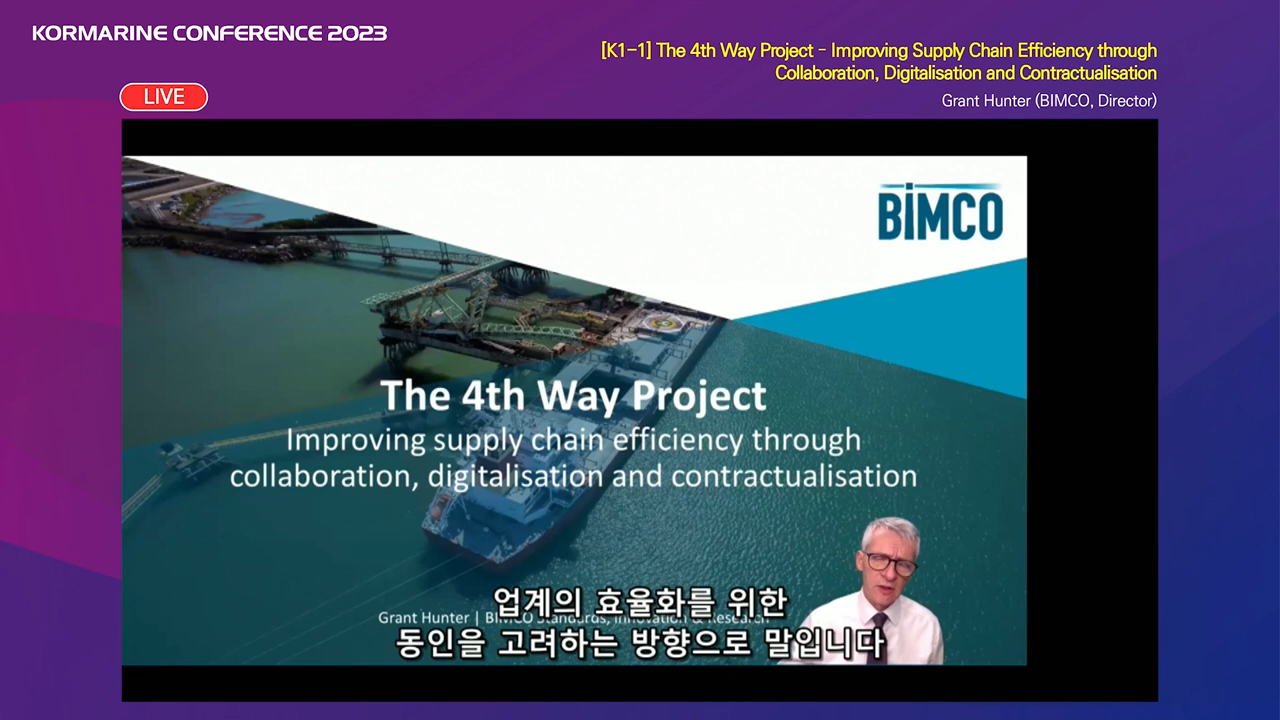 KORMARINE CONFERENCE 2023
[K1-1] The 4th Way Project - Improving Supply Chain Efficiency through
Collaboration, Digitalisation and Contractualisation
Grant Hunter (BIMCO, Director)
LIVE
BIMCO
The 4th Way Project
Improving supply chain efficiency through
collaboration, digitalisation and contractualisation
Grant Hunter | BIMCO Standards, Innovation & Research
업계의 효율화를 위한
동인을 고려하는 방향으로 말입니다